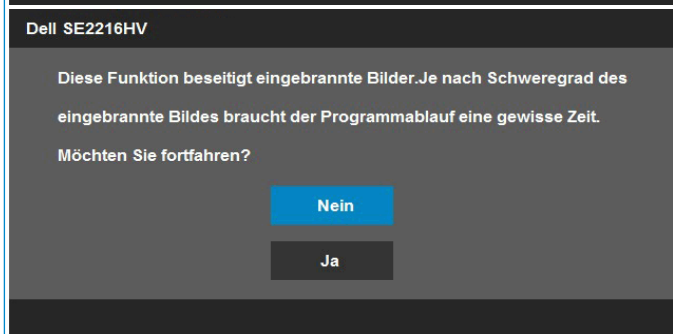 Dell SE2216HV
Diese Funktion beseitigt eingebrannte Bilder.Je nach Schweregrad des
eingebrannte Bildes braucht der Programmablauf eine gewisse Zeit.
Möchten Sie fortfahren?
Nein
Ja